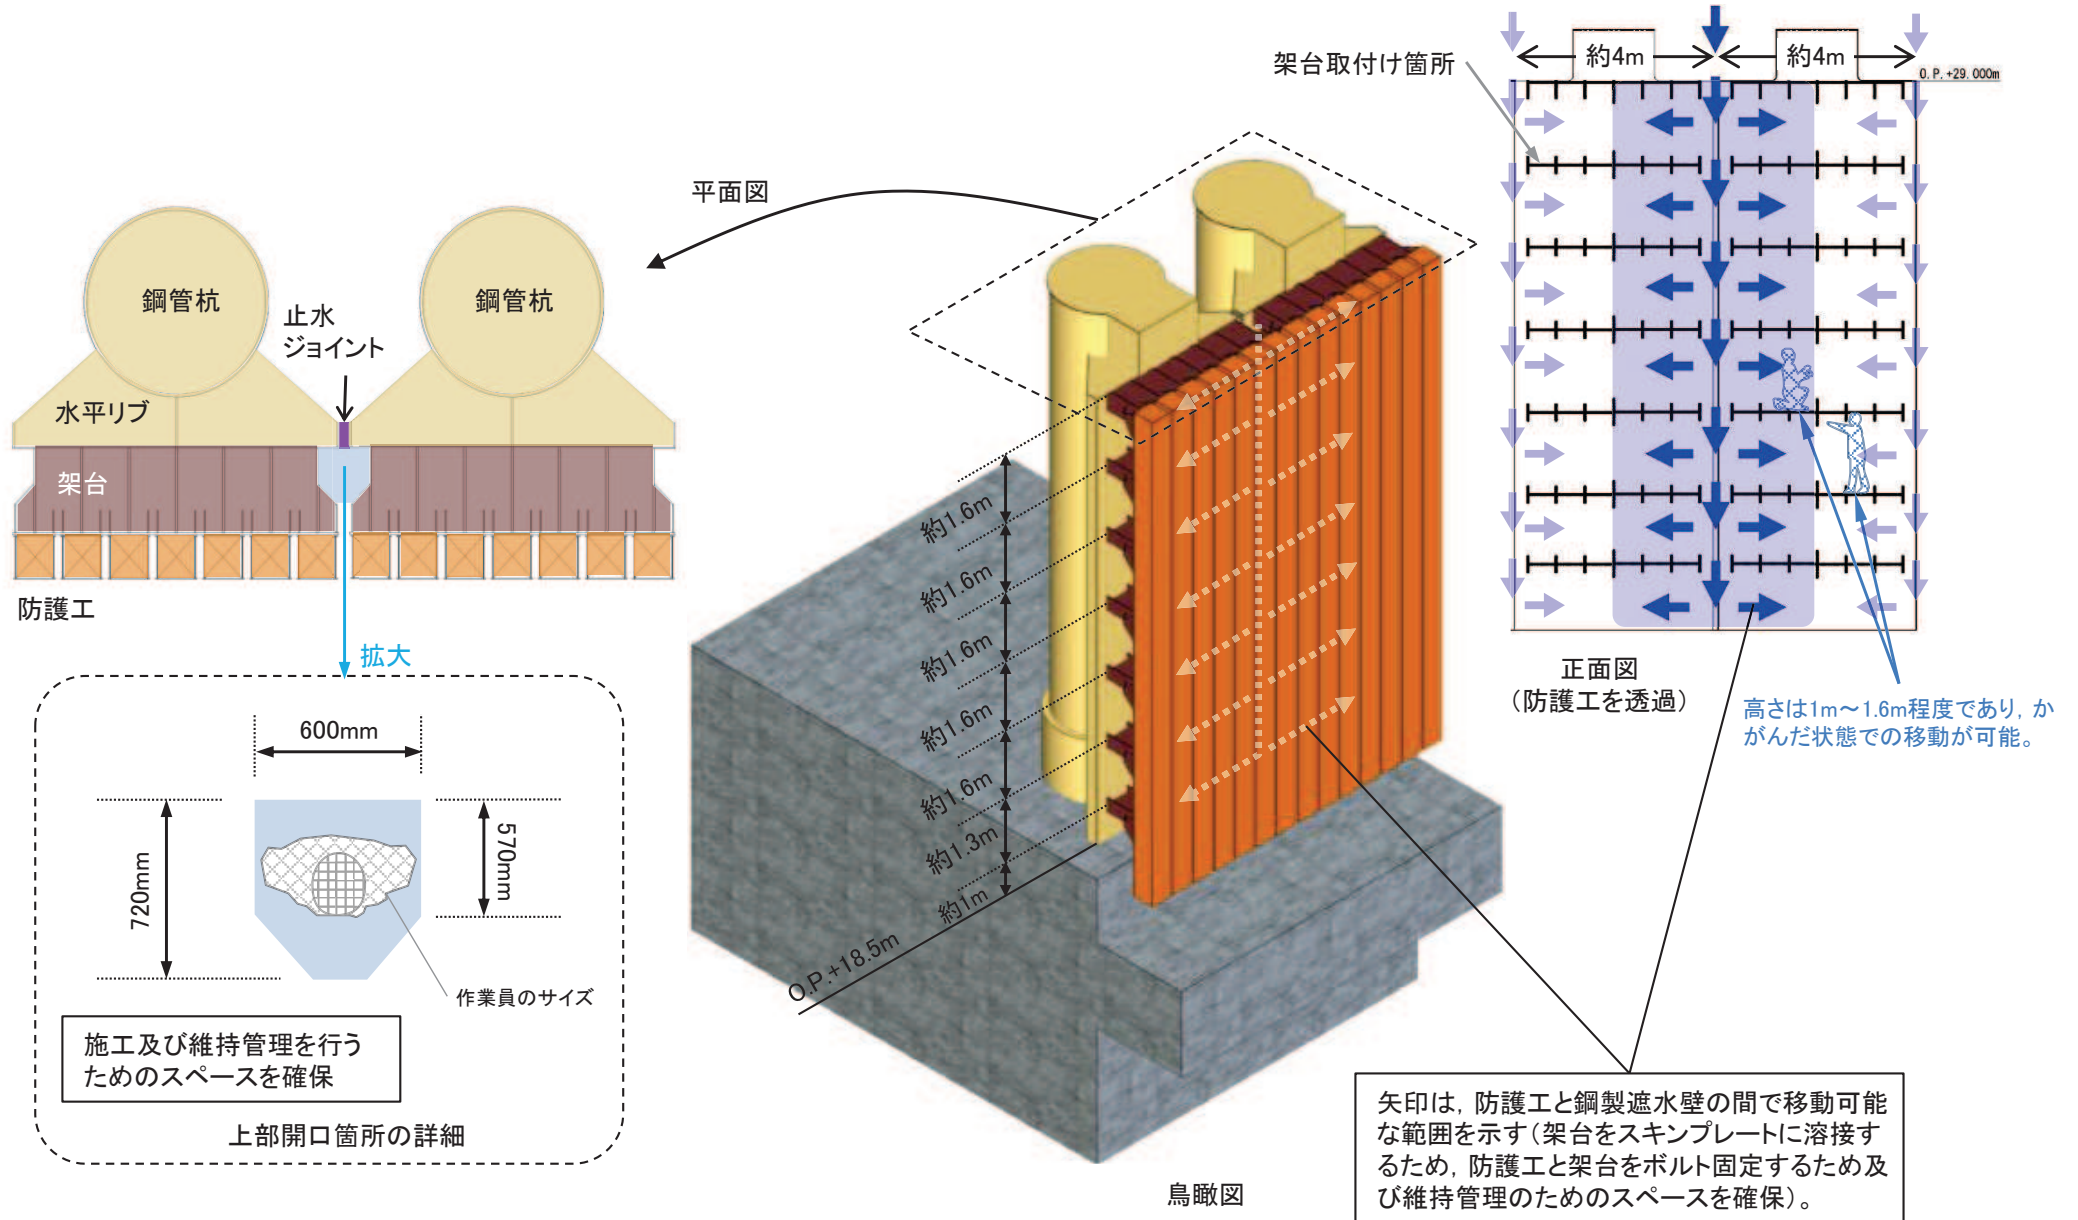 平面図
鋼管杭
鋼管杭
止水
ジョイント
水平リブ
架台
防護工
拡大
600mm
720mm
570mm
作業員のサイズ
施工及び維持管理を行う
ためのスペースを確保
上部開口箇所の詳細
約1.6m
約1.6m
約1.6m
約1.6m
約1.6m
約1.3m
約1m
O.P.+18.5m
鳥瞰図
架台取付け箇所
約4m
約4m
O.P.+29.000m
正面図
（防護工を透過）
高さは1m～1.6m程度であり，か
がんだ状態での移動が可能。
矢印は，防護工と鋼製遮水壁の間で移動可能
な範囲を示す（架台をスキンプレートに溶接す
るため，防護工と架台をボルト固定するため及
び維持管理のためのスペースを確保）。